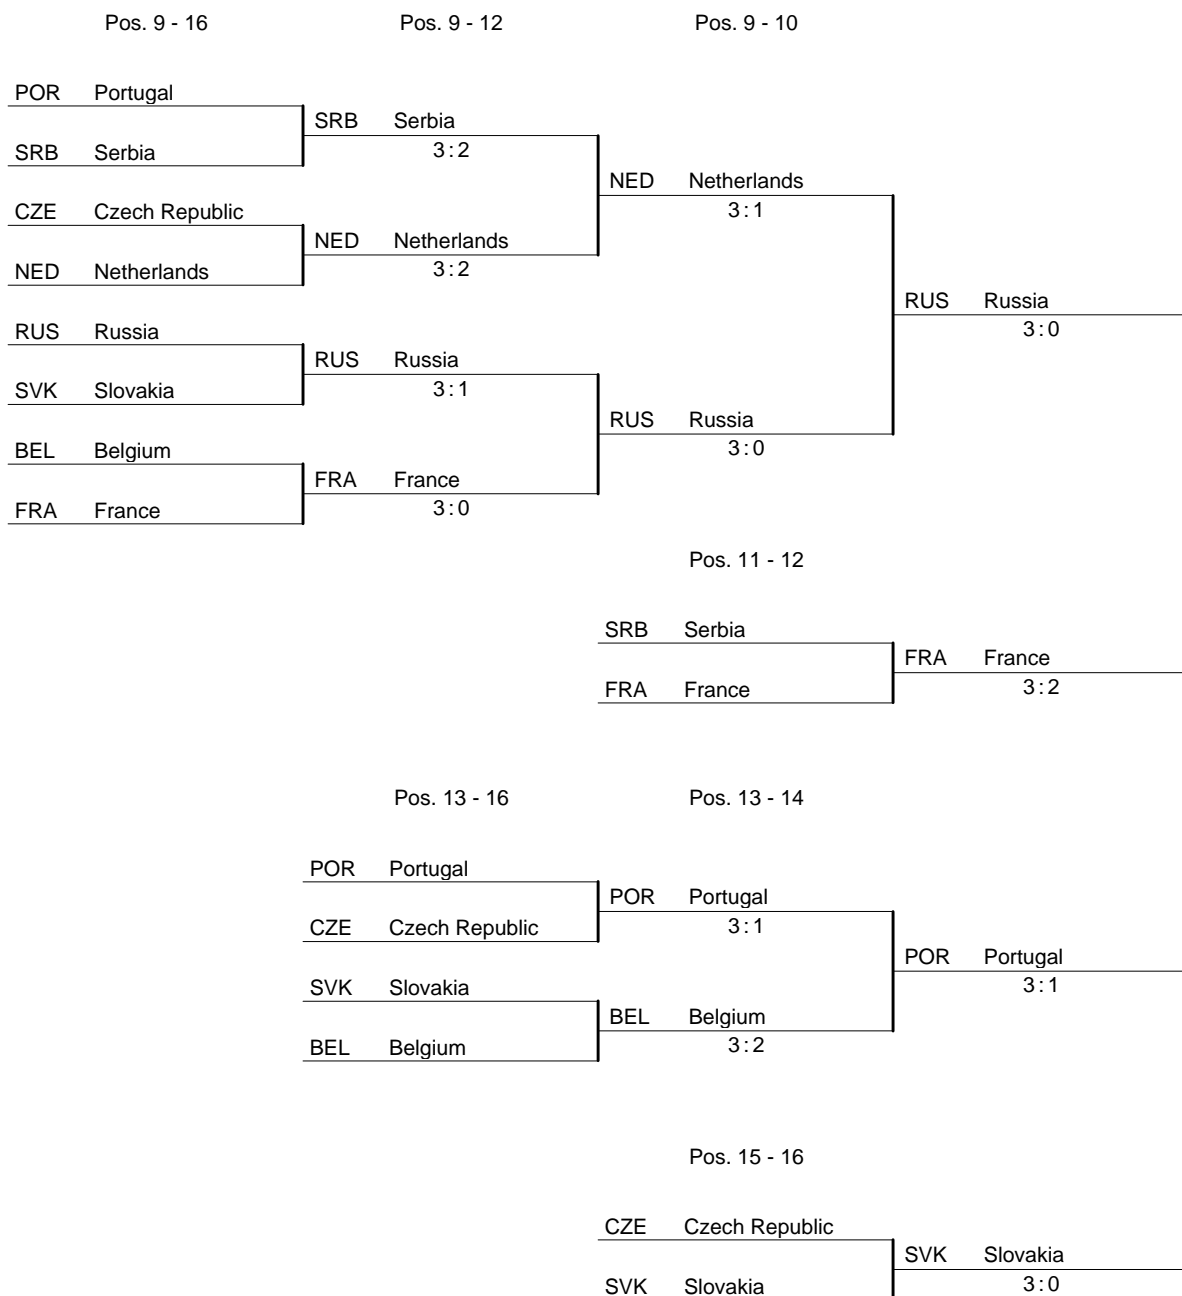 Pos. 9 - 16 Pos. 9 - 12 Pos. 9 - 10
POR Portugal
SRB Serbia
3:2
SRB Serbia
NED Netherlands
3:1
CZE Czech Republic
NED Netherlands
3:2
NED Netherlands
RUS Russia
3:0
RUS Russia
RUS Russia
3:1
SVK Slovakia
RUS Russia
3:0
BEL Belgium
FRA France
3:0
FRA France
Pos. 11 - 12
SRB Serbia
FRA France
3:2
FRA France
Pos. 13 - 16 Pos. 13 - 14
POR Portugal
POR Portugal
3:1
CZE Czech Republic
POR Portugal
3:1
SVK Slovakia
BEL Belgium
3:2
BEL Belgium
Pos. 15 - 16
CZE Czech Republic
SVK Slovakia
3:0
SVK Slovakia